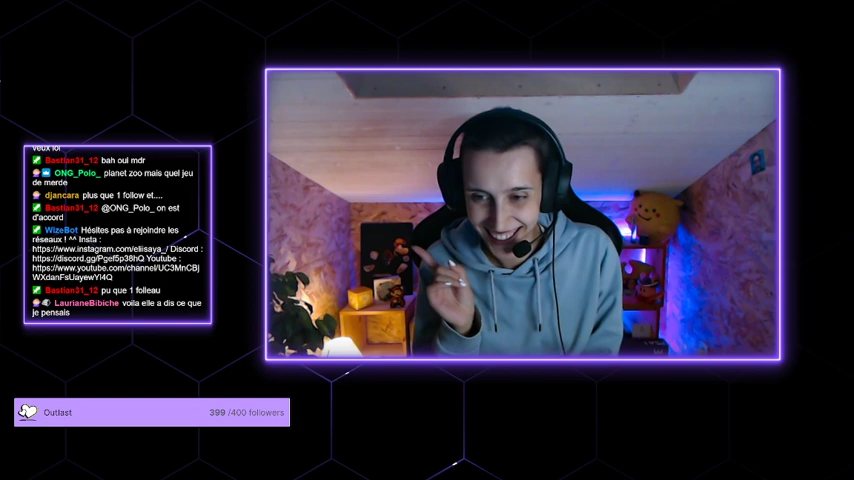 veux toi
Bastian31_12 bah oui mdr
ONG_Polo_ planet zoo mais quel jeu
de merde
djancara plus que 1 follow et....
Bastian31_12 @ONG_Polo_ on est
d'accord
WizeBot Hésites pas à rejoindre les
réseaux ! ^^ Insta :
https://www.instagram.com/eliisaya_/ Discord :
https://discord.gg/Pgef5p38hQ Youtube :
https://www.youtube.com/channel/UC3MnCBj
WXdanFsUayewYl4Q
Bastian31_12 pu que 1 folleau
LaurianeBibiche voila elle a dis ce que
je pensais
Outlast 399 /400 followers